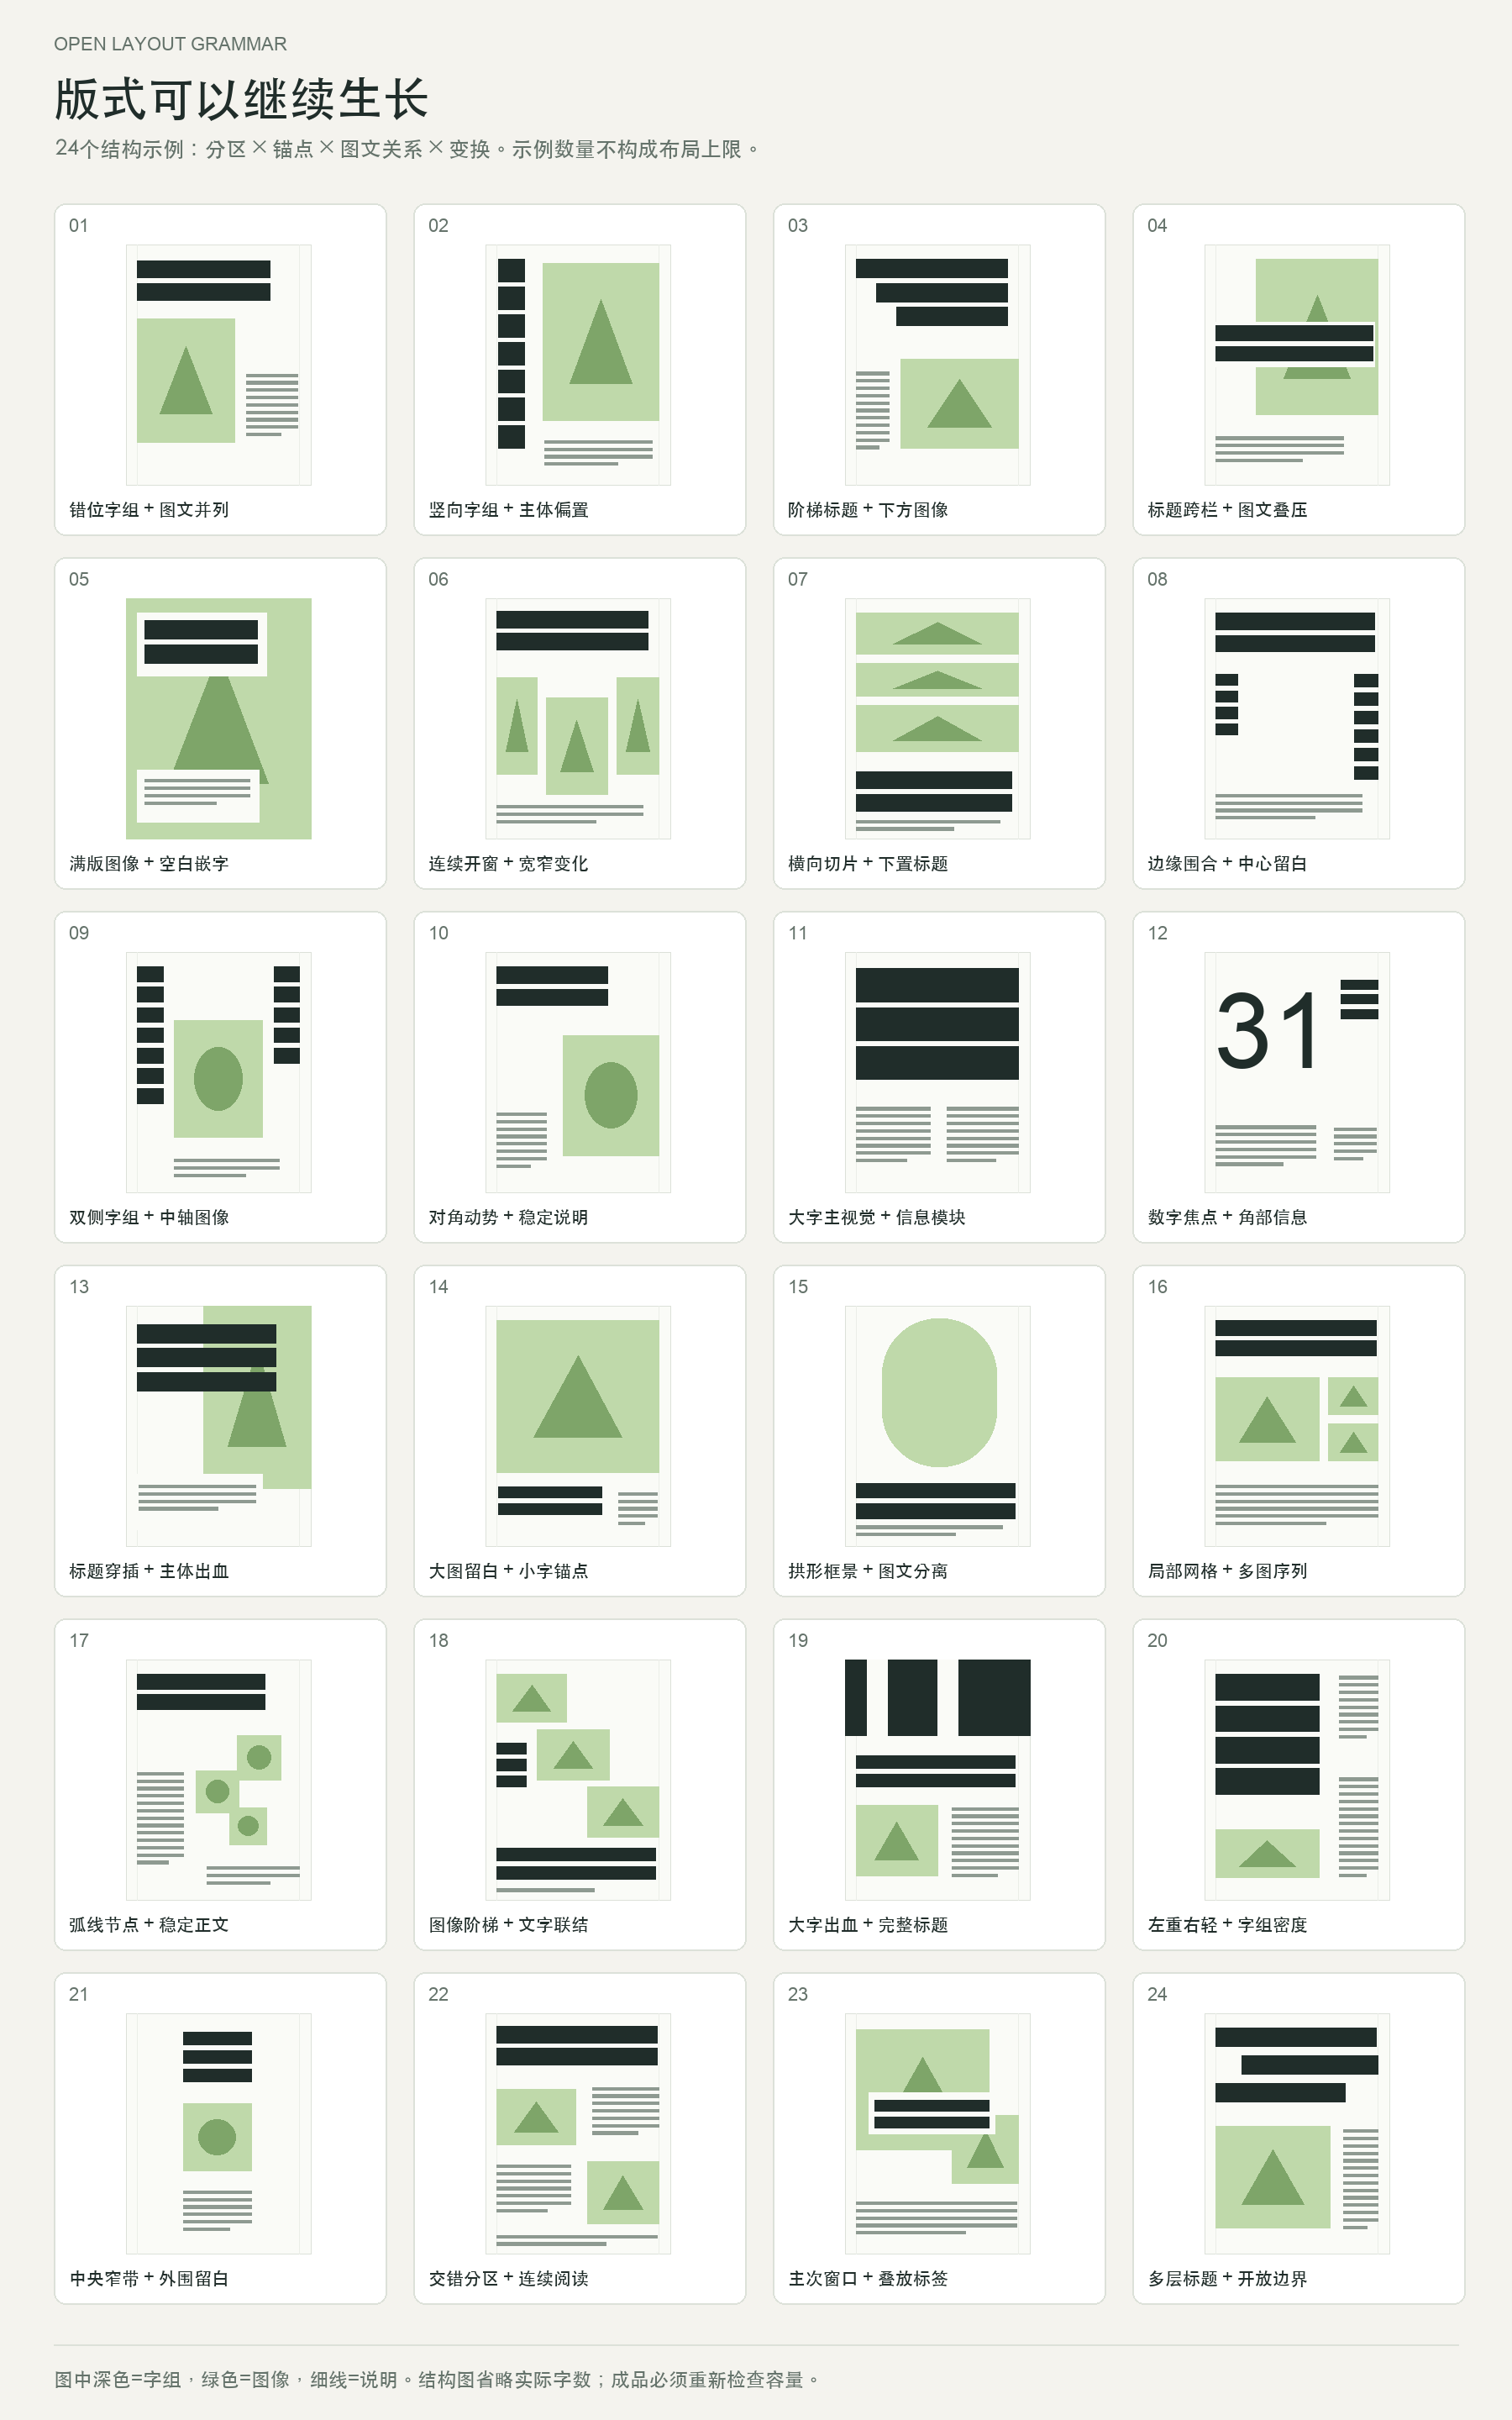 OPEN LAYOUT GRAMMAR
版式可以继续生长
24个结构示例：分区×锚点×图文关系×变换。示例数量不构成布局上限。
01
02
03
04
错位字组 + 图文并列
竖向字组 + 主体偏置
阶梯标题 + 下方图像
标题跨栏 + 图文叠压
05
06
07
08
满版图像 + 空白嵌字
连续开窗 + 宽窄变化
横向切片 + 下置标题
边缘围合 + 中心留白
09
10
11
12
31
双侧字组 + 中轴图像
对角动势 + 稳定说明
大字主视觉 + 信息模块
数字焦点 + 角部信息
13
14
15
16
标题穿插 + 主体出血
大图留白 + 小字锚点
拱形框景 + 图文分离
局部网格 + 多图序列
17
18
19
20
弧线节点 + 稳定正文
图像阶梯 + 文字联结
大字出血 + 完整标题
左重右轻 + 字组密度
21
22
23
24
中央窄带 + 外围留白
交错分区 + 连续阅读
主次窗口 + 叠放标签
多层标题 + 开放边界
图中深色=字组，绿色=图像，细线=说明。结构图省略实际字数；成品必须重新检查容量。